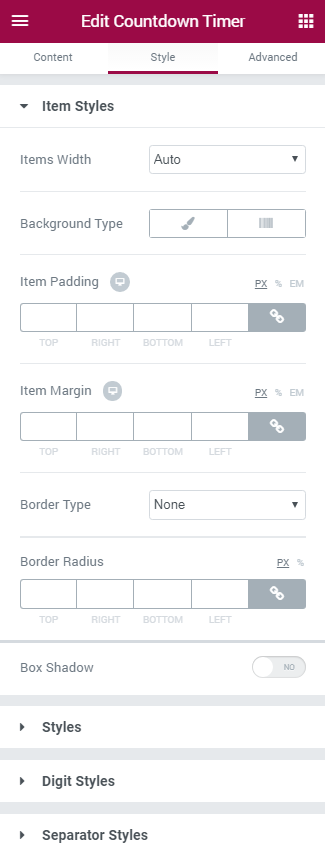 Edit Countdown Timer
Content Style Advanced
Item Styles
Items Width Auto
Background Type
Item Padding PX % EM
TOP RIGHT BOTTOM LEFT
Item Margin PX % EM
TOP RIGHT BOTTOM LEFT
Border Type None
Border Radius PX %
TOP RIGHT BOTTOM LEFT
Box Shadow NO
Styles
Digit Styles
Separator Styles